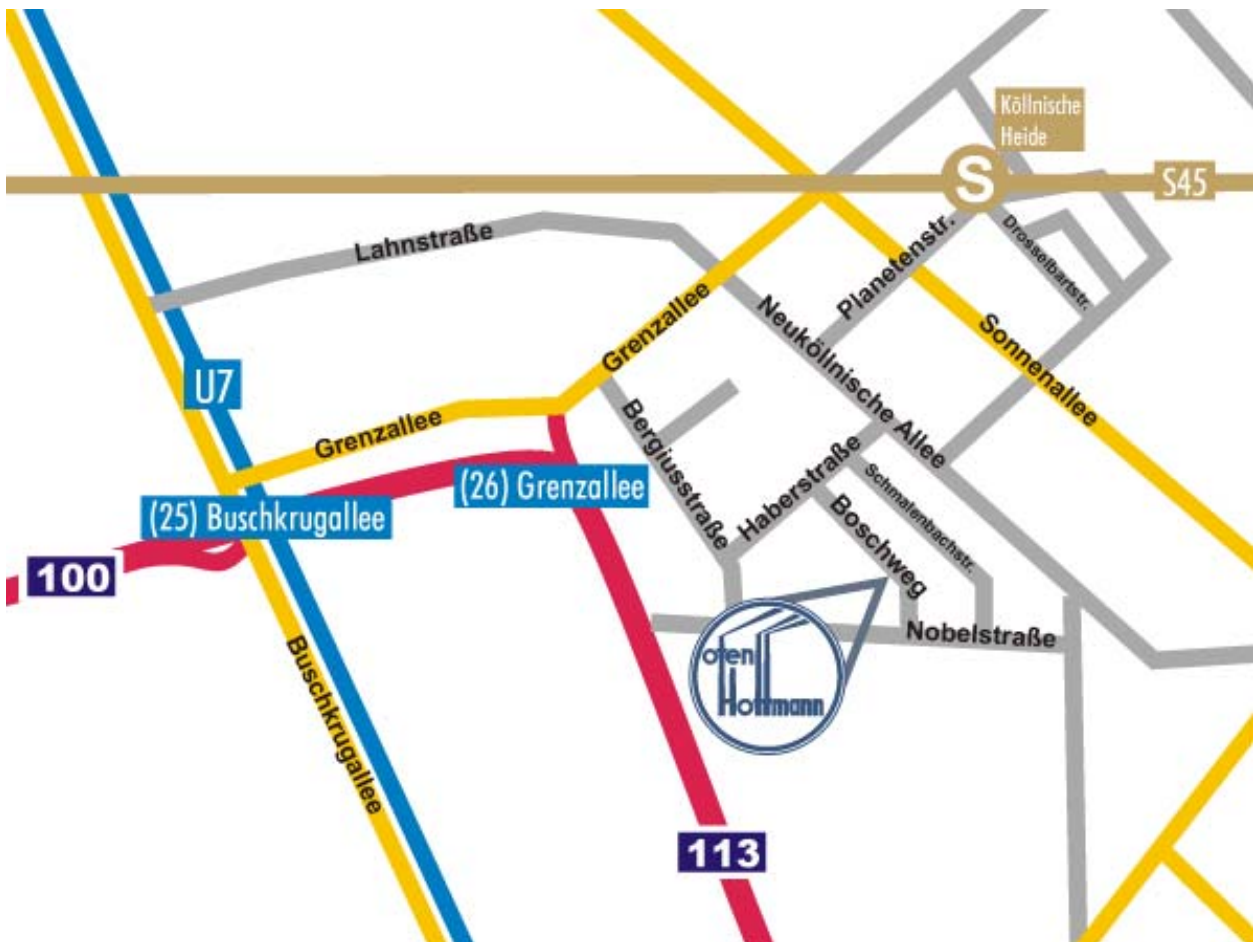 Köllnische
Heide
S
S45
Lahnstraße
Planetenstr.
Drosselbartstr.
Grenzallee
Neuköllnische Allee
Sonnenallee
U7
Grenzallee
Bergiusstraße
(26) Grenzallee
Haberstraße
Schmalenbachstr.
(25) Buschkrugallee
Boschweg
100
Nobelstraße
Buschkrugallee
ofen
Hoffmann
113